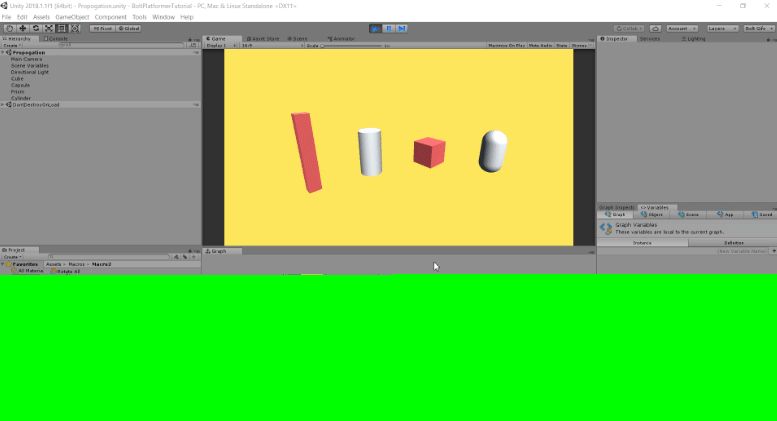 Unity 2018.1.1f1 (64bit) - Propogation.unity - BoltPlatformerTutorial - PC, Mac & Linux Standalone <DX11>
File Edit Assets GameObject Component Tools Window Help
Pivot Global Collab Account Layers Bolt Gifs
Hierarchy Console Game Asset Store Scene Animator Inspector Services Lighting
Create Display 1 16:9 Scale 1x Maximize On Play Mute Audio Stats Gizmos
Propogation
Main Camera
Scene Variables
Directional Light
Cube
Capsule
Prism
Cylinder
DontDestroyOnLoad
Graph Inspector Variables
Graph Object Scene App Saved
Graph Variables
These variables are local to the current graph.
Instance Definition
(New Variable Name)
Project Graph
Create
Favorites Assets Macros Macro2
All Material Rotate All